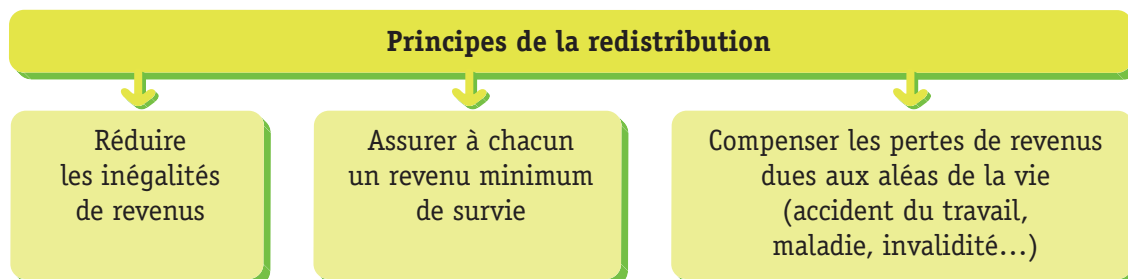 Principes de la redistribution
Réduire
les inégalités
de revenus
Assurer à chacun
un revenu minimum
de survie
Compenser les pertes de revenus
dues aux aléas de la vie
(accident du travail,
maladie, invalidité…)